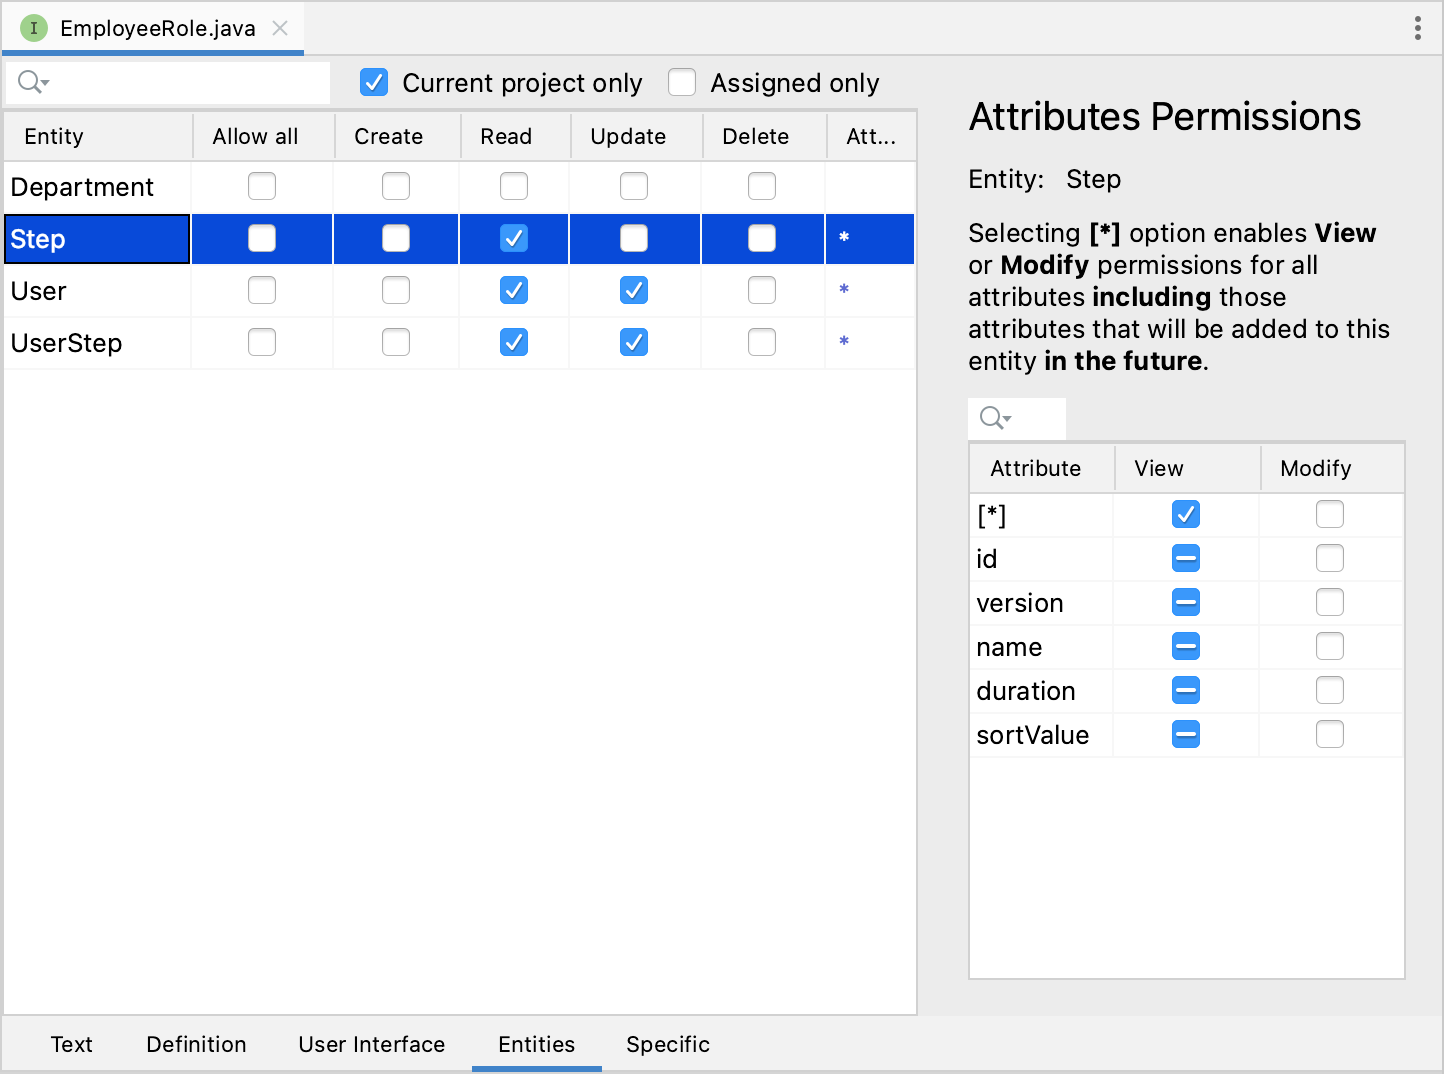 I EmployeeRole.java
Current project only Assigned only
Entity Allow all Create Read Update Delete Att...
Department
Step *
User *
UserStep *
Attributes Permissions
Entity: Step
Selecting [*] option enables View
or Modify permissions for all
attributes including those
attributes that will be added to this
entity in the future.
Attribute View Modify
[*]
id
version
name
duration
sortValue
Text Definition User Interface Entities Specific